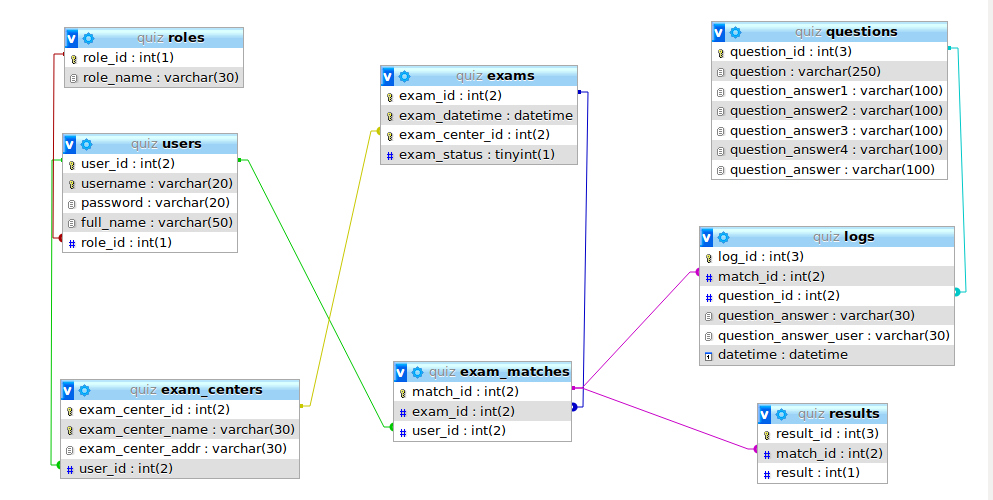 v quiz roles
role_id : int(1)
role_name : varchar(30)
v quiz users
user_id : int(2)
username : varchar(20)
password : varchar(20)
full_name : varchar(50)
# role_id : int(1)
v quiz exam_centers
exam_center_id : int(2)
exam_center_name : varchar(30)
exam_center_addr : varchar(30)
# user_id : int(2)
v quiz exams
exam_id : int(2)
exam_datetime : datetime
exam_center_id : int(2)
# exam_status : tinyint(1)
v quiz exam_matches
match_id : int(2)
# exam_id : int(2)
# user_id : int(2)
v quiz questions
question_id : int(3)
question : varchar(250)
question_answer1 : varchar(100)
question_answer2 : varchar(100)
question_answer3 : varchar(100)
question_answer4 : varchar(100)
question_answer : varchar(100)
v quiz logs
log_id : int(3)
# match_id : int(2)
# question_id : int(2)
question_answer : varchar(30)
question_answer_user : varchar(30)
datetime : datetime
v quiz results
result_id : int(3)
# match_id : int(2)
# result : int(1)